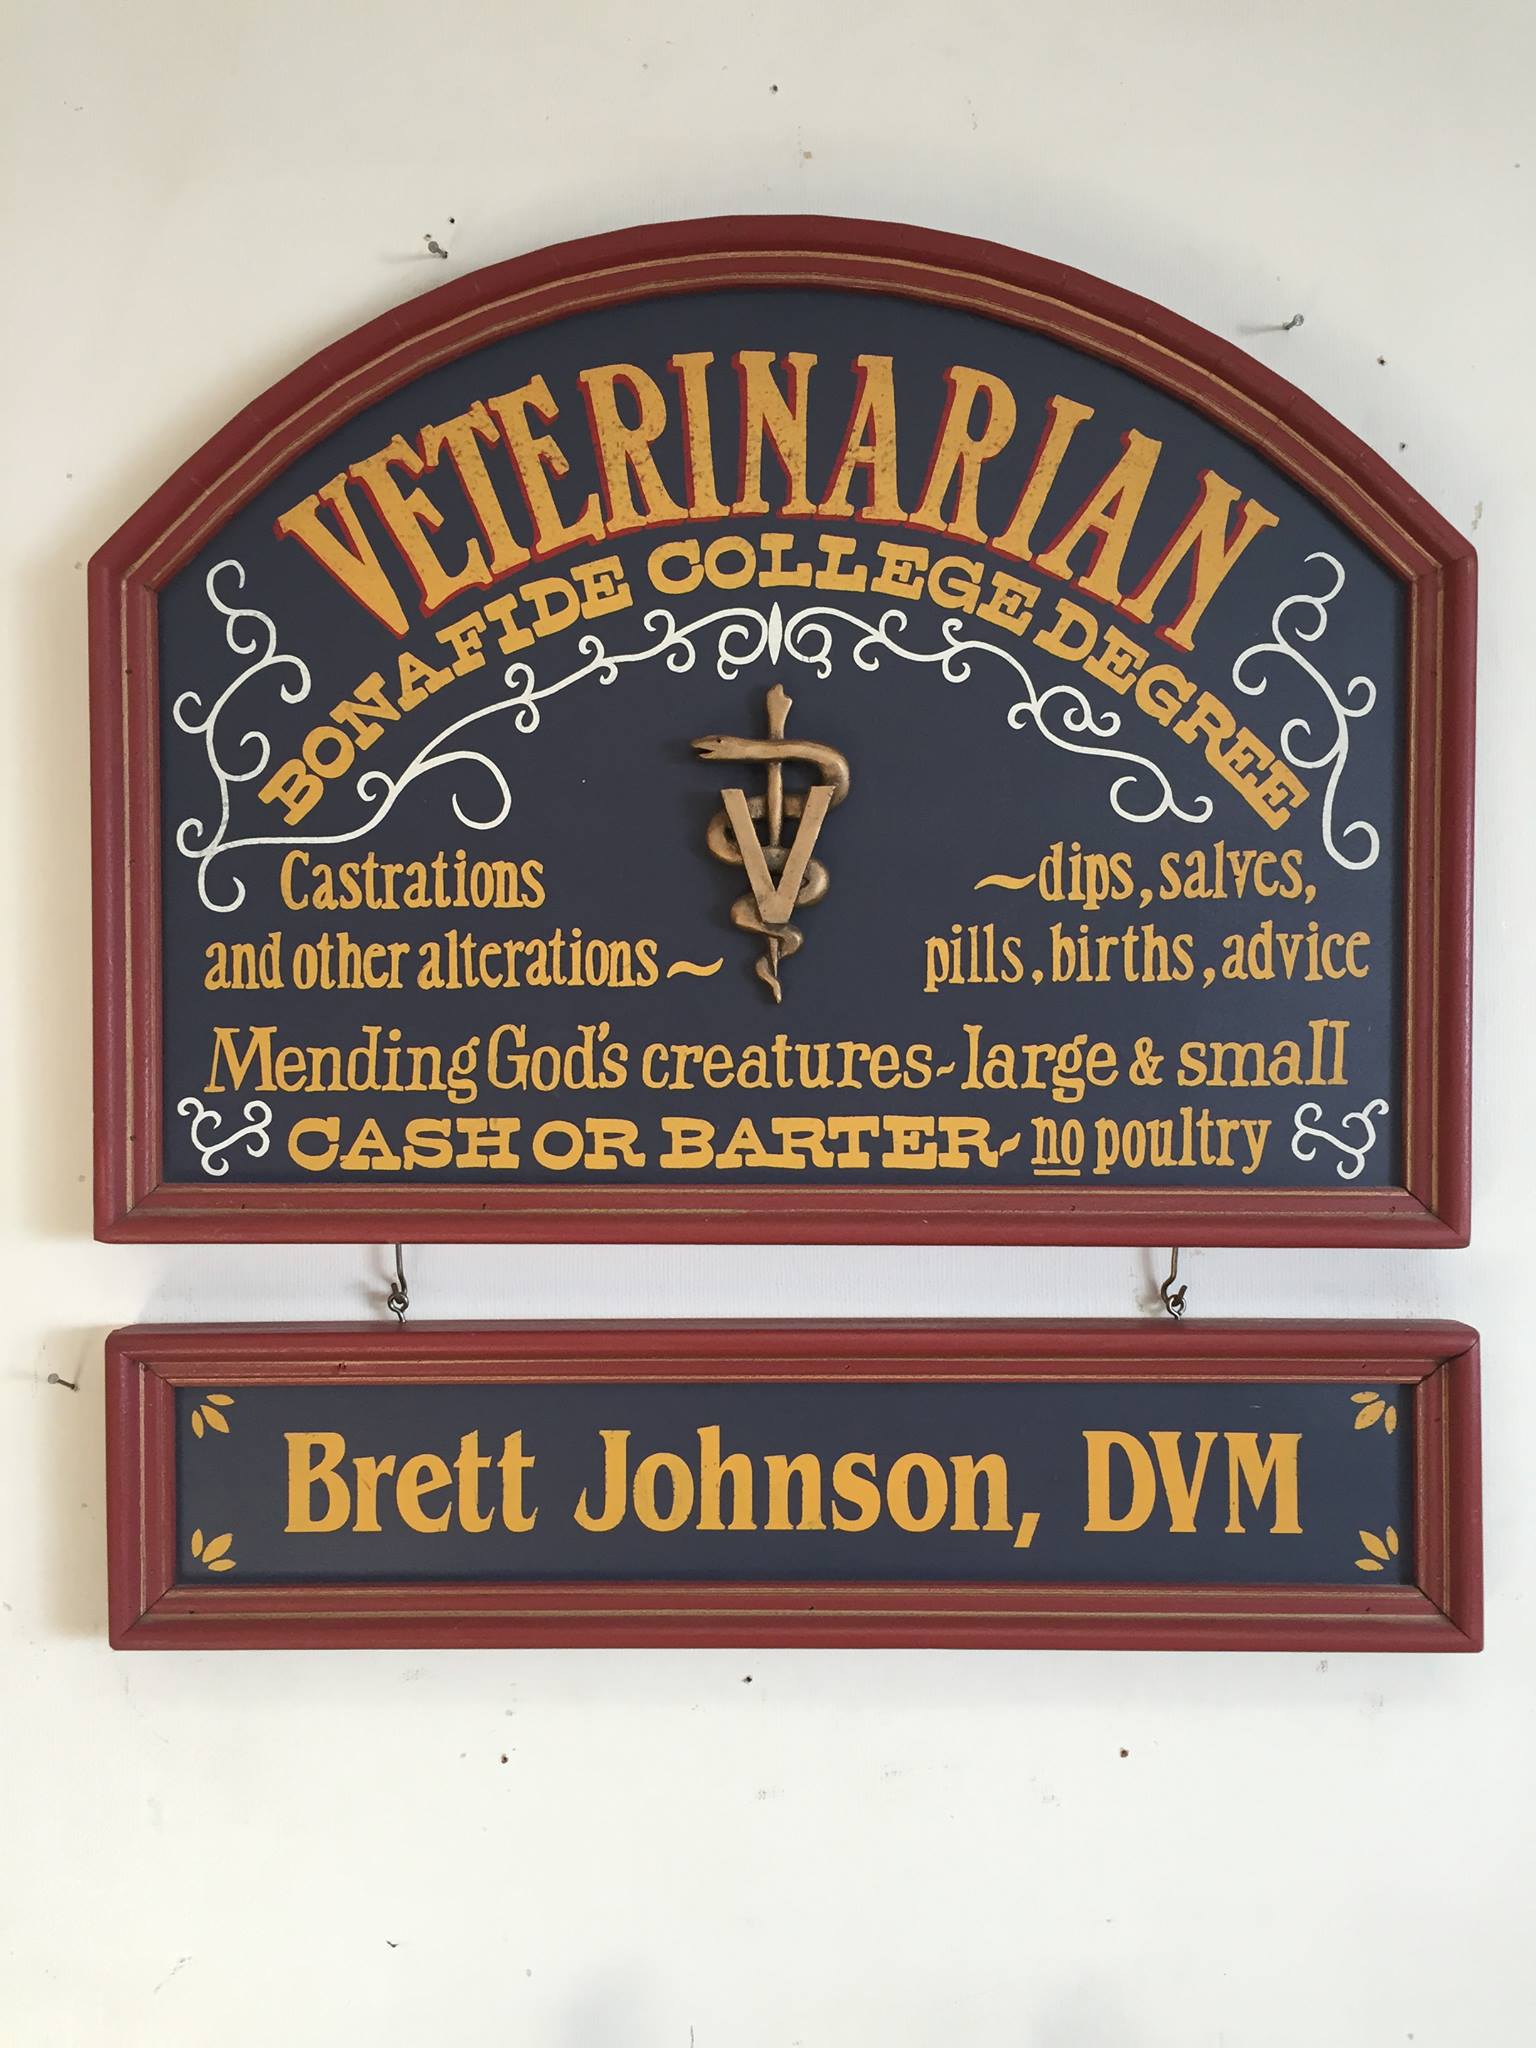 VETERINARIAN
BONAFIDE COLLEGE DEGREE
V
Castrations
and other alterations~
~dips, salves,
pills, births, advice
Mending God's creatures~large & small
CASH OR BARTER~no poultry
Brett Johnson, DVM